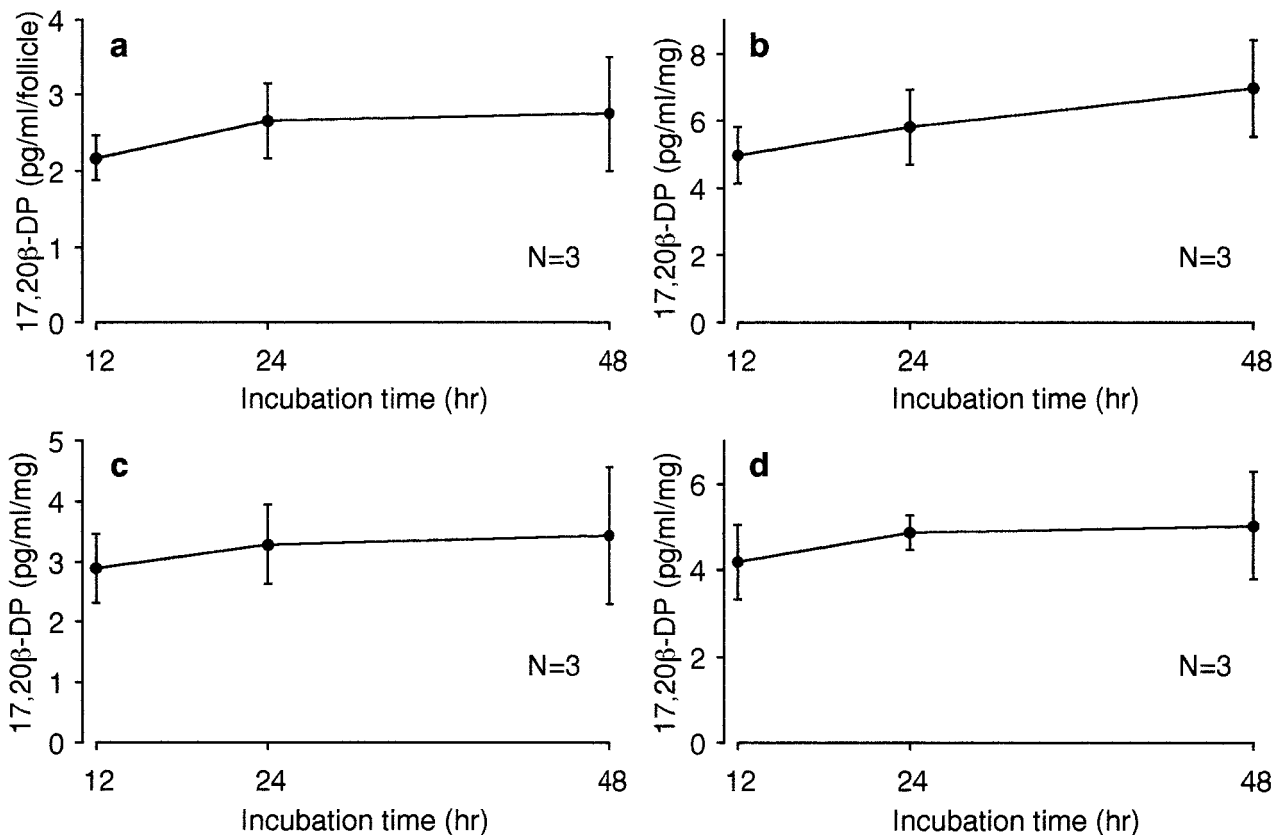 a
17,20β-DP (pg/ml/follicle)
4
3
2
1
0
N=3
12 24 48
Incubation time (hr)
b
17,20β-DP (pg/ml/mg)
8
6
4
2
0
N=3
12 24 48
Incubation time (hr)
c
17,20β-DP (pg/ml/mg)
5
4
3
2
1
0
N=3
12 24 48
Incubation time (hr)
d
17,20β-DP (pg/ml/mg)
6
4
2
0
N=3
12 24 48
Incubation time (hr)